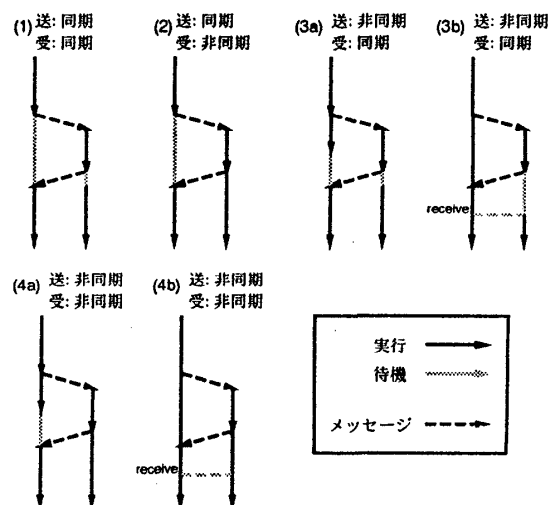 (1) 送: 同期
受: 同期
(2) 送: 同期
受: 非同期
(3a) 送: 非同期
受: 同期
(3b) 送: 非同期
受: 同期
receive
(4a) 送: 非同期
受: 非同期
(4b) 送: 非同期
受: 非同期
receive
実行
待機
メッセージ